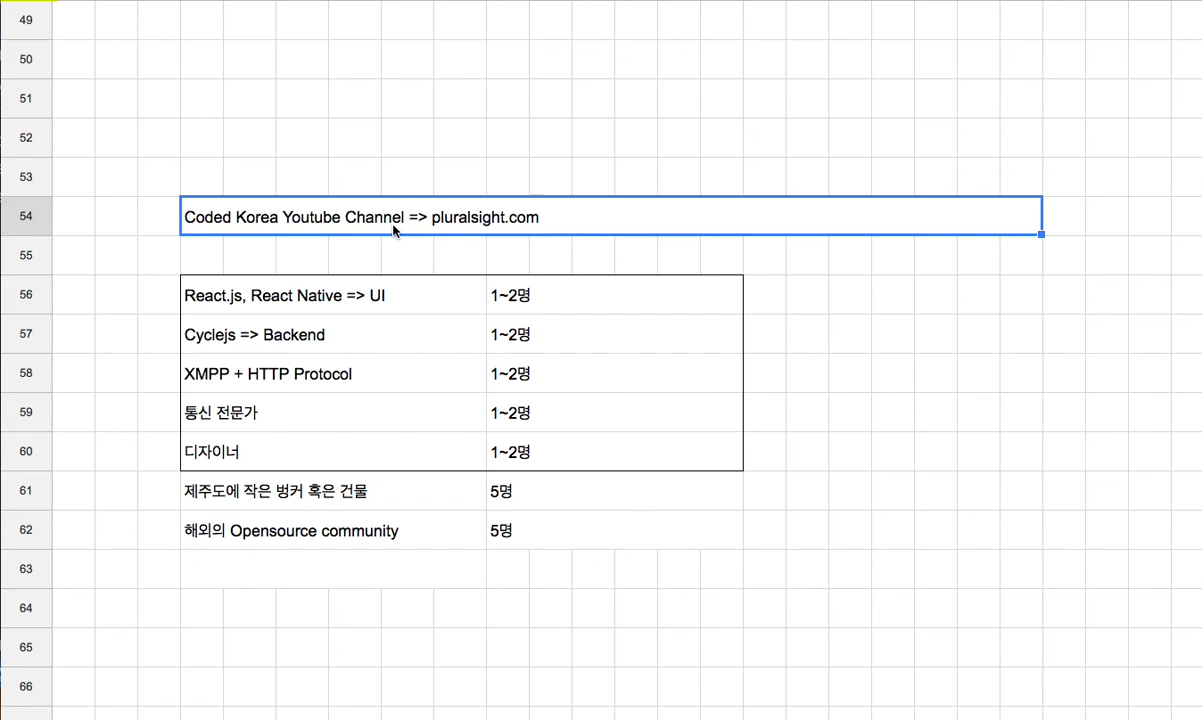 49
50
51
52
53
54 Coded Korea Youtube Channel => pluralsight.com
55
56 React.js, React Native => UI 1~2명
57 Cyclejs => Backend 1~2명
58 XMPP + HTTP Protocol 1~2명
59 통신 전문가 1~2명
60 디자이너 1~2명
61 제주도에 작은 벙커 혹은 건물 5명
62 해외의 Opensource community 5명
63
64
65
66